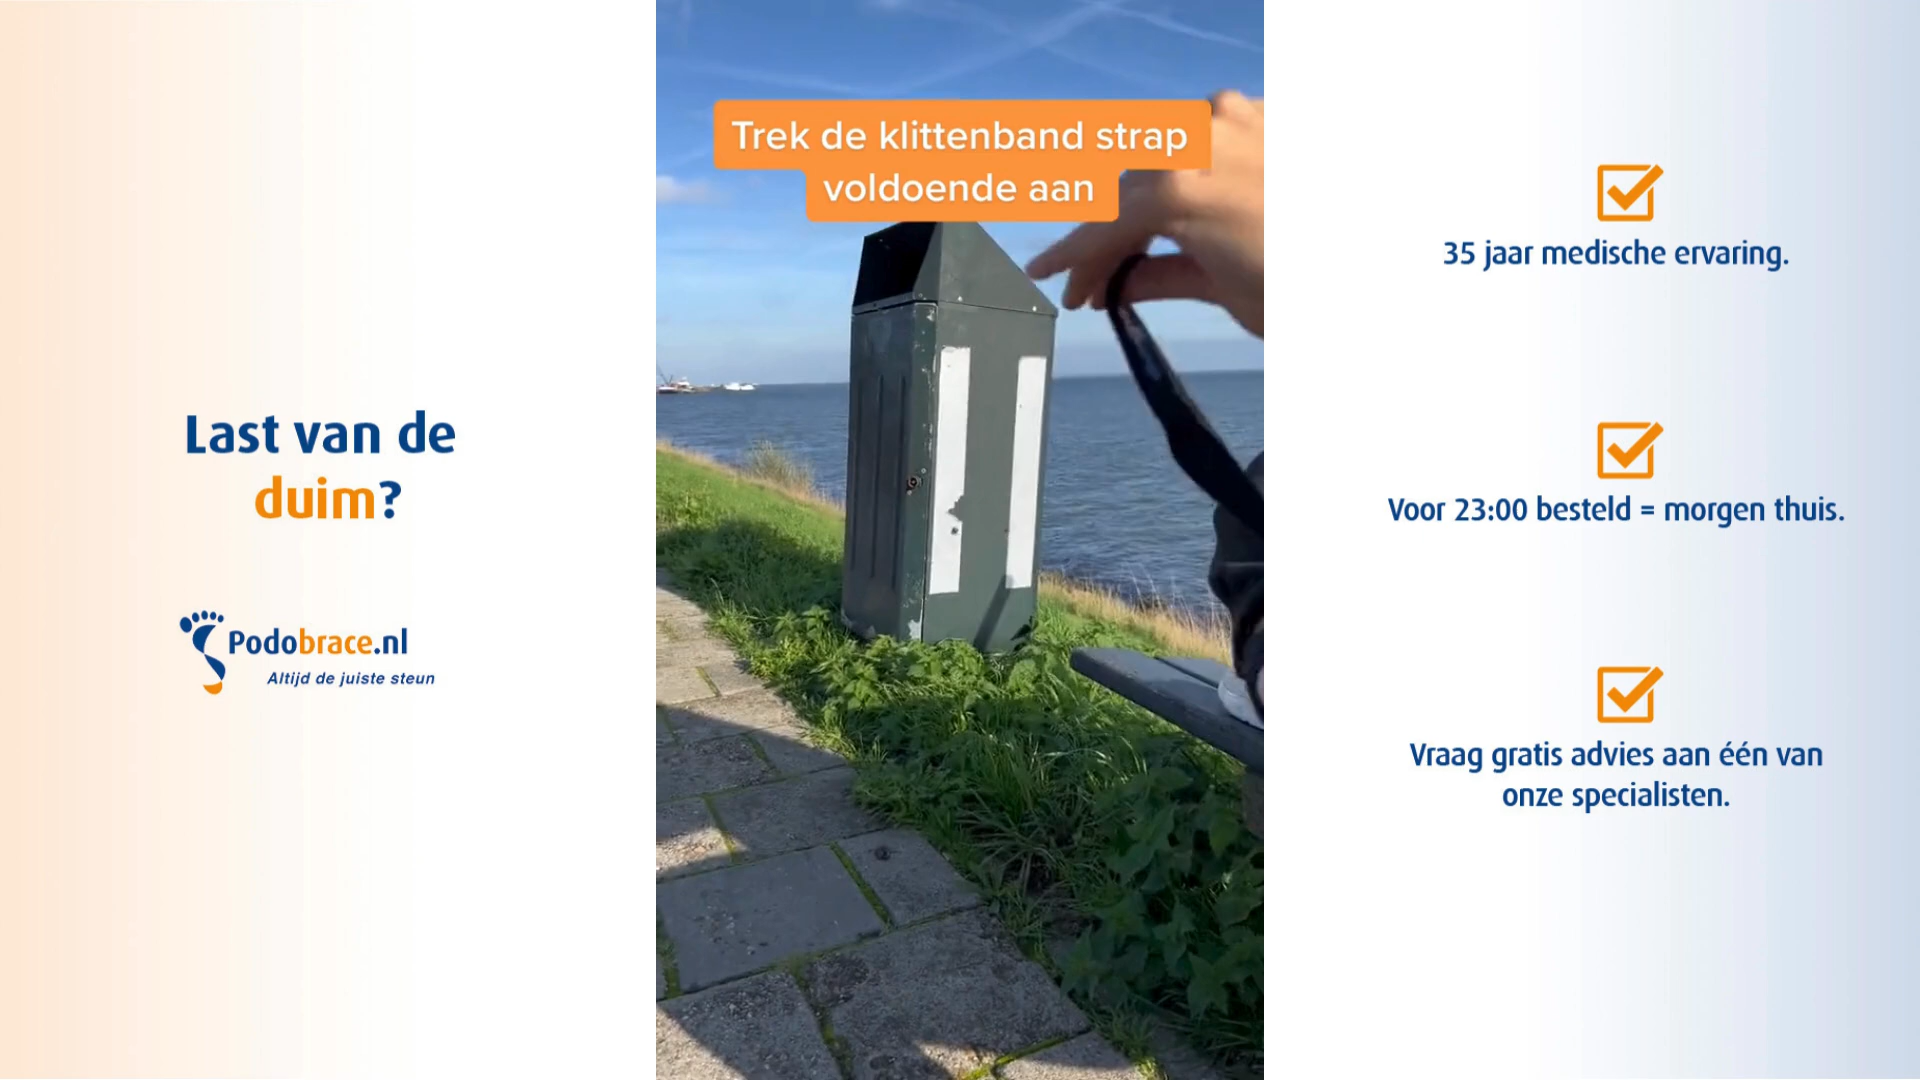 Last van de
duim?
Podobrace.nl
Altijd de juiste steun
Trek de klittenband strap
voldoende aan
35 jaar medische ervaring.
Voor 23:00 besteld = morgen thuis.
Vraag gratis advies aan één van
onze specialisten.